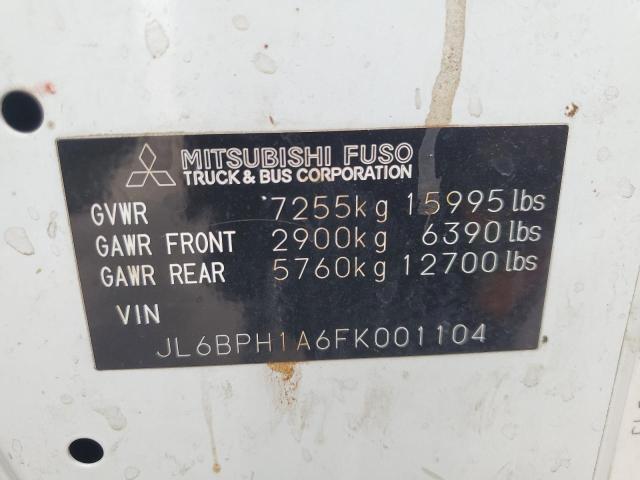 MITSUBISHI FUSO
TRUCK & BUS CORPORATION
GVWR 7255kg 15995 lbs
GAWR FRONT 2900kg 6390 lbs
GAWR REAR 5760kg 12700 lbs
VIN
JL6BPH1A6FK001104